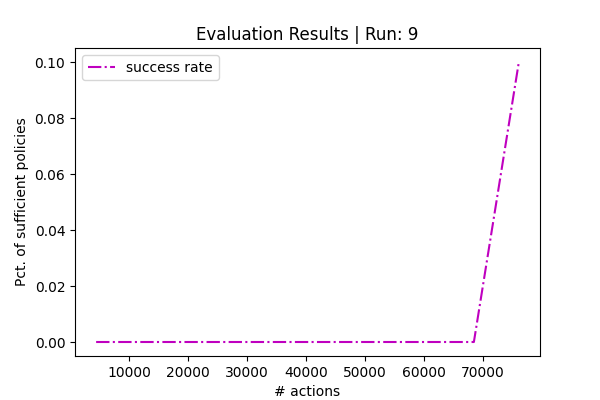 Evaluation Results | Run: 9
success rate
0.10
0.08
0.06
0.04
0.02
0.00
Pct. of sufficient policies
10000 20000 30000 40000 50000 60000 70000
# actions